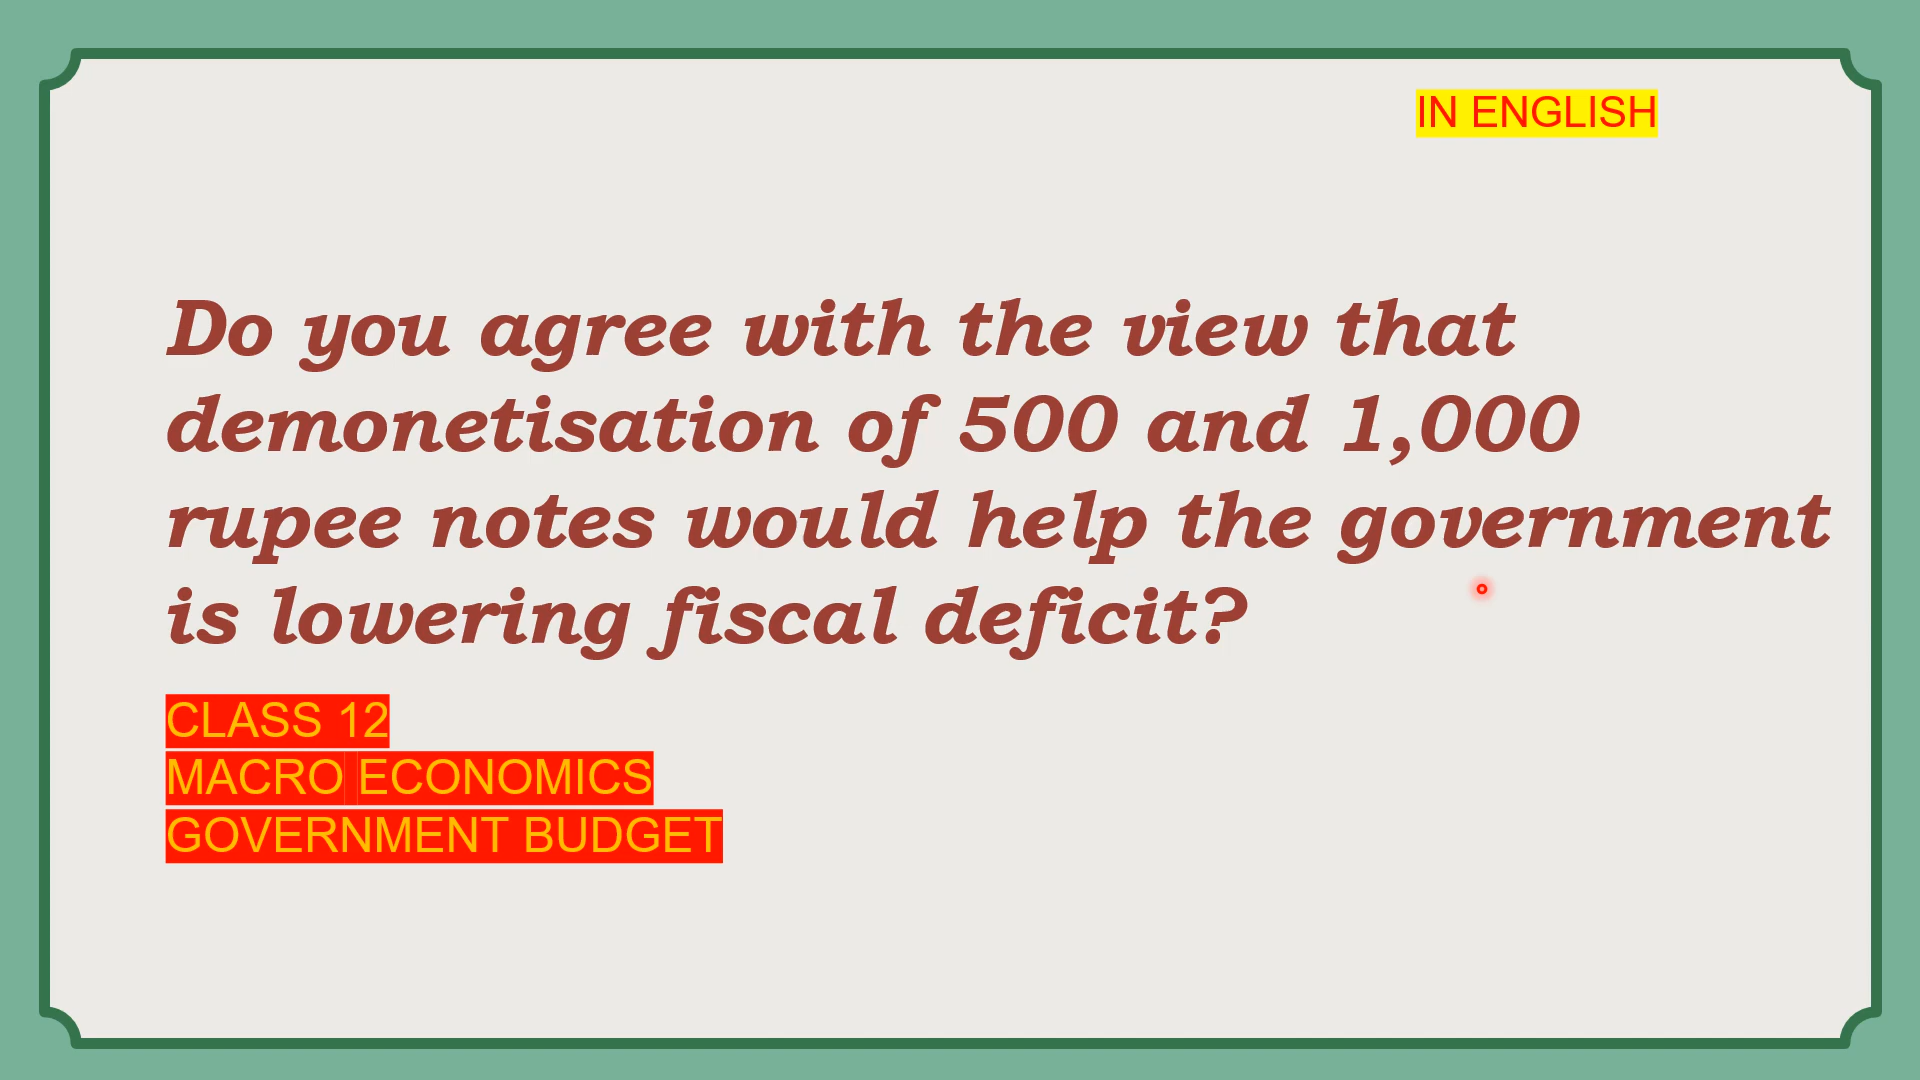 IN ENGLISH
Do you agree with the view that
demonetisation of 500 and 1,000
rupee notes would help the government
is lowering fiscal deficit?
CLASS 12
MACRO ECONOMICS
GOVERNMENT BUDGET